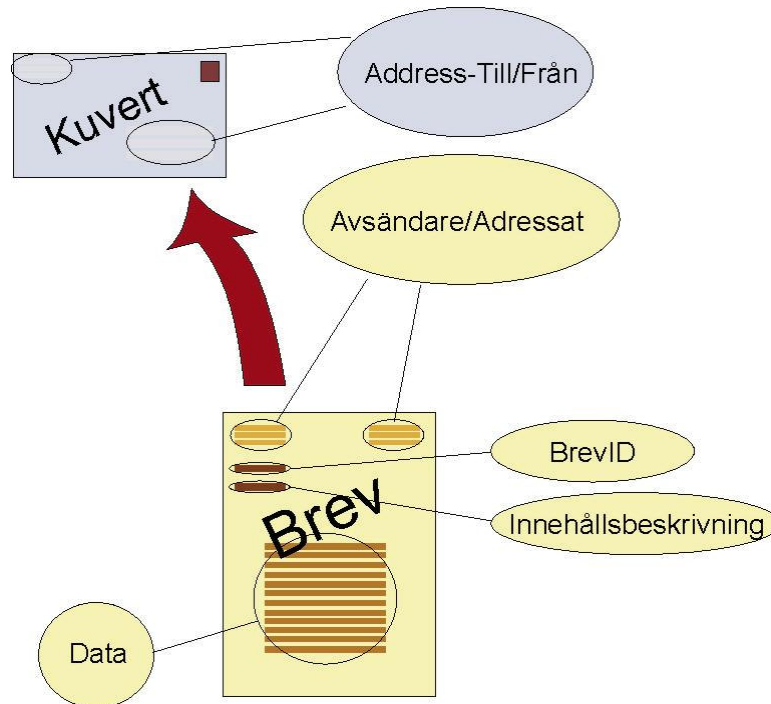 Address-Till/Från
Kuvert
Avsändare/Adressat
BrevID
Innehållsbeskrivning
Brev
Data